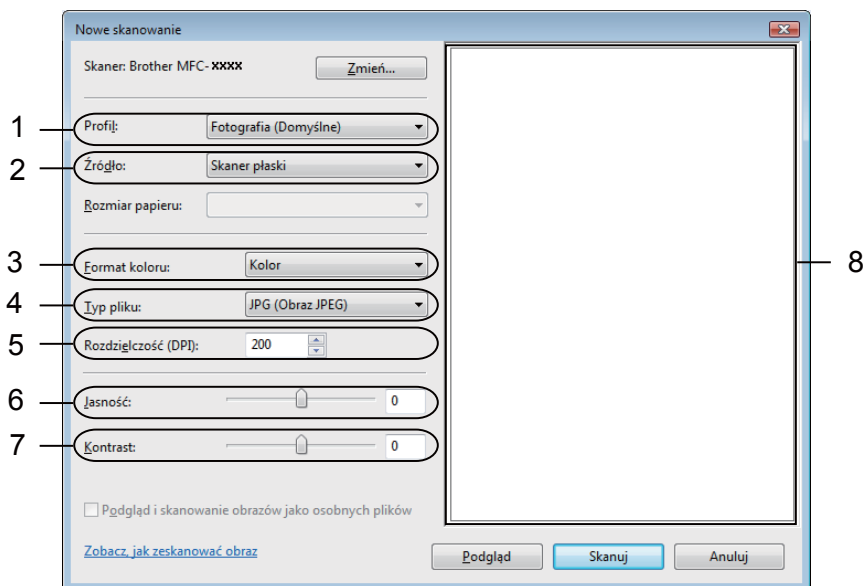 Nowe skanowanie
Skaner: Brother MFC-xxxx Zmień...
1 Profil: Fotografia (Domyślne)
2 Źródło: Skaner płaski
Rozmiar papieru:
3 Format koloru: Kolor
8
4 Typ pliku: JPG (Obraz JPEG)
5 Rozdzielczość (DPI): 200
6 Jasność: 0
7 Kontrast: 0
Podgląd i skanowanie obrazów jako osobnych plików
Zobacz, jak zeskanować obraz
Podgląd Skanuj Anuluj